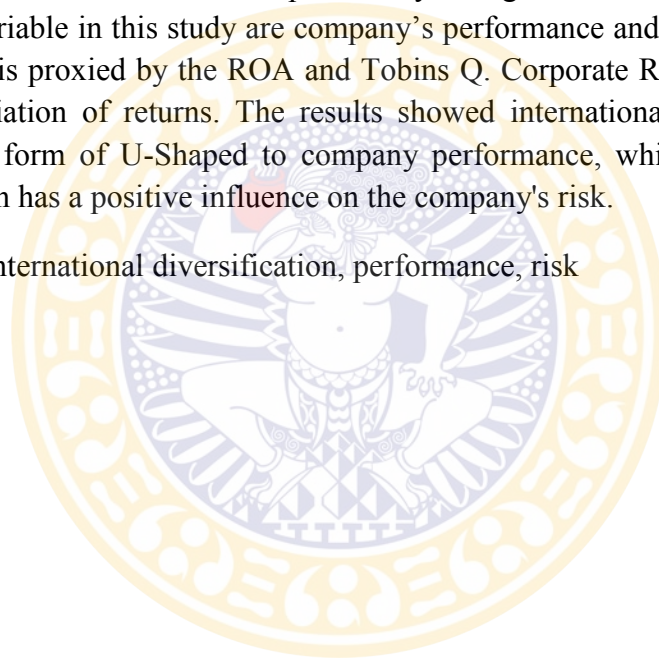 riable in this study are company's performance and
is proxied by the ROA and Tobins Q. Corporate R
iation of returns. The results showed internationa
form of U-Shaped to company performance, whi
n has a positive influence on the company's risk.
nternational diversification, performance, risk